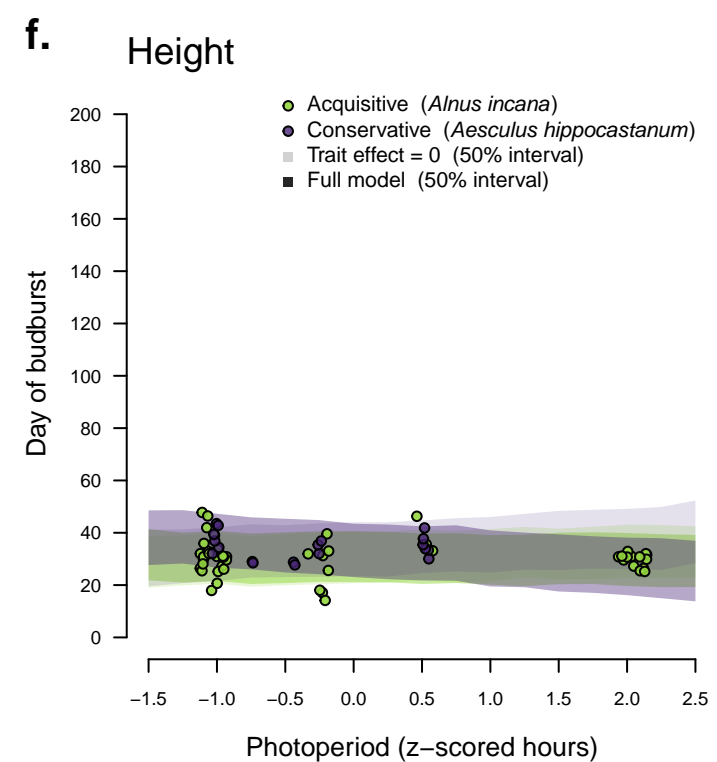 f.
Height
Acquisitive (Alnus incana)
Conservative (Aesculus hippocastanum)
Trait effect = 0 (50% interval)
Full model (50% interval)
200
180
160
140
120
100
80
60
40
20
0
Day of budburst
−1.5 −1.0 −0.5 0.0 0.5 1.0 1.5 2.0 2.5
Photoperiod (z−scored hours)